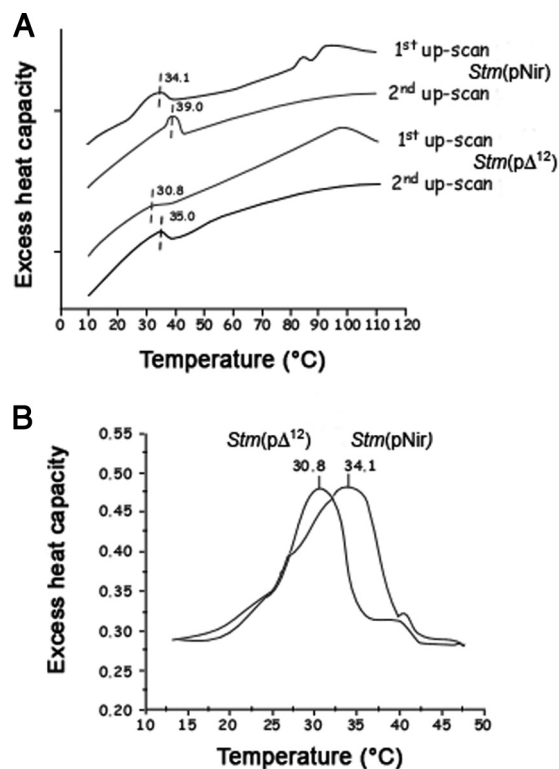 A
Excess heat capacity
34.1
39.0
30.8
35.0
1st up-scan
Stm(pNir)
2nd up-scan
1st up-scan
Stm(pΔ12)
2nd up-scan
0 10 20 30 40 50 60 70 80 90 100 110 120
Temperature (°C)
B
Excess heat capacity
0.55
0.50
0.45
0.40
0.35
0.30
0.25
0.20
Stm(pΔ12) Stm(pNir)
30.8 34.1
10 15 20 25 30 35 40 45 50
Temperature (°C)